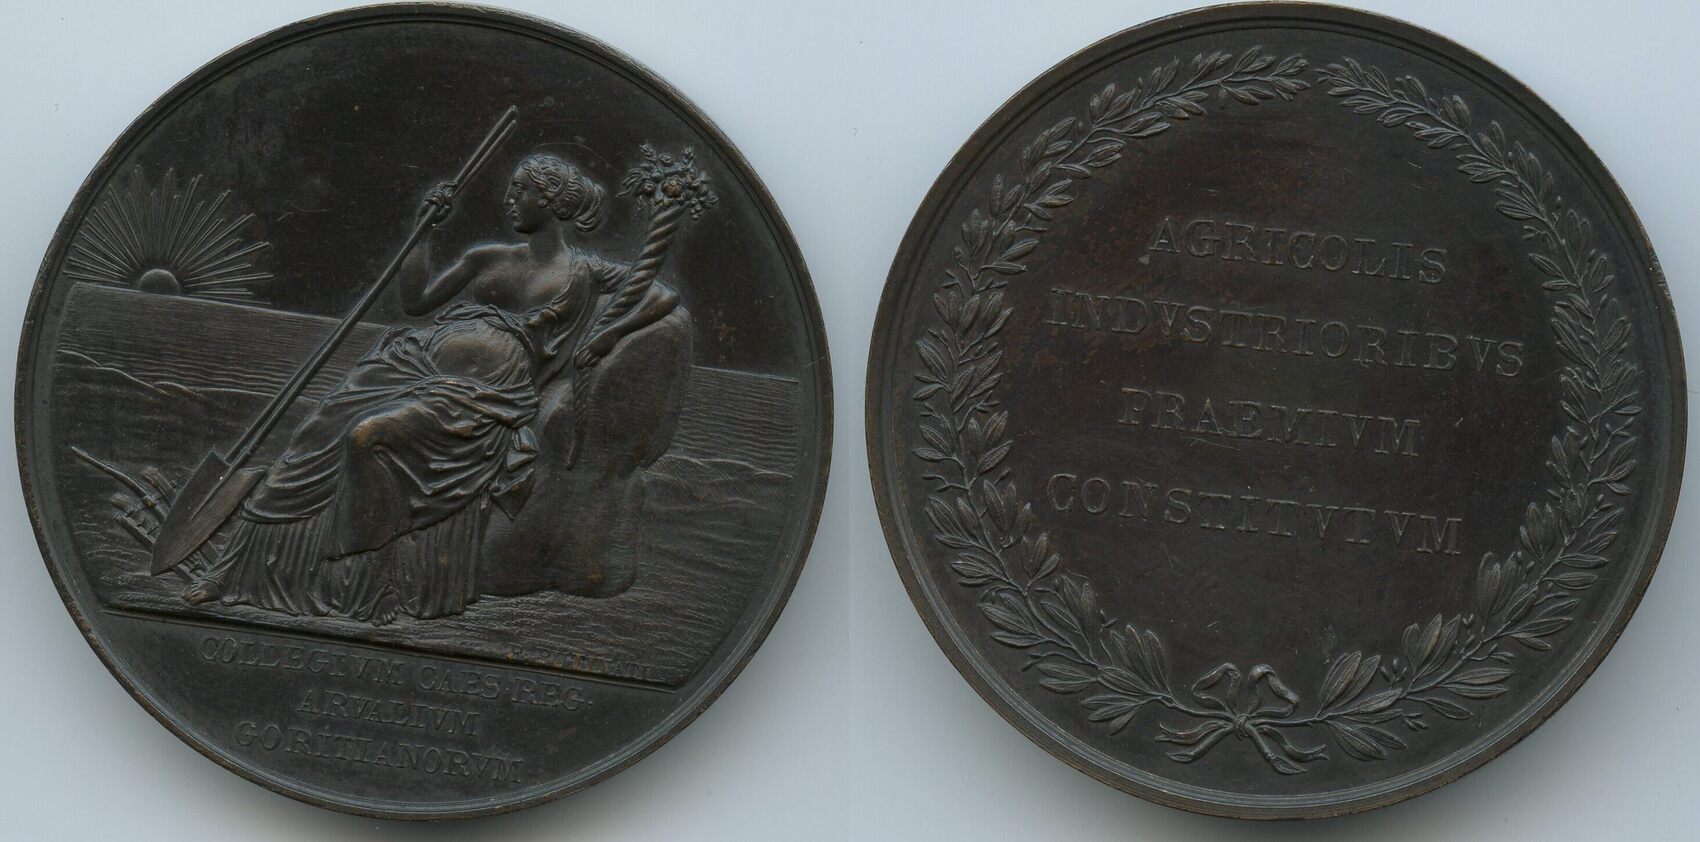 COLLEGIVM CAES·REG.
ARVALIVM
GORITIANORVM
AGRICOLIS
INDVSTRIORIBVS
PRAEMIVM
CONSTITVTVM